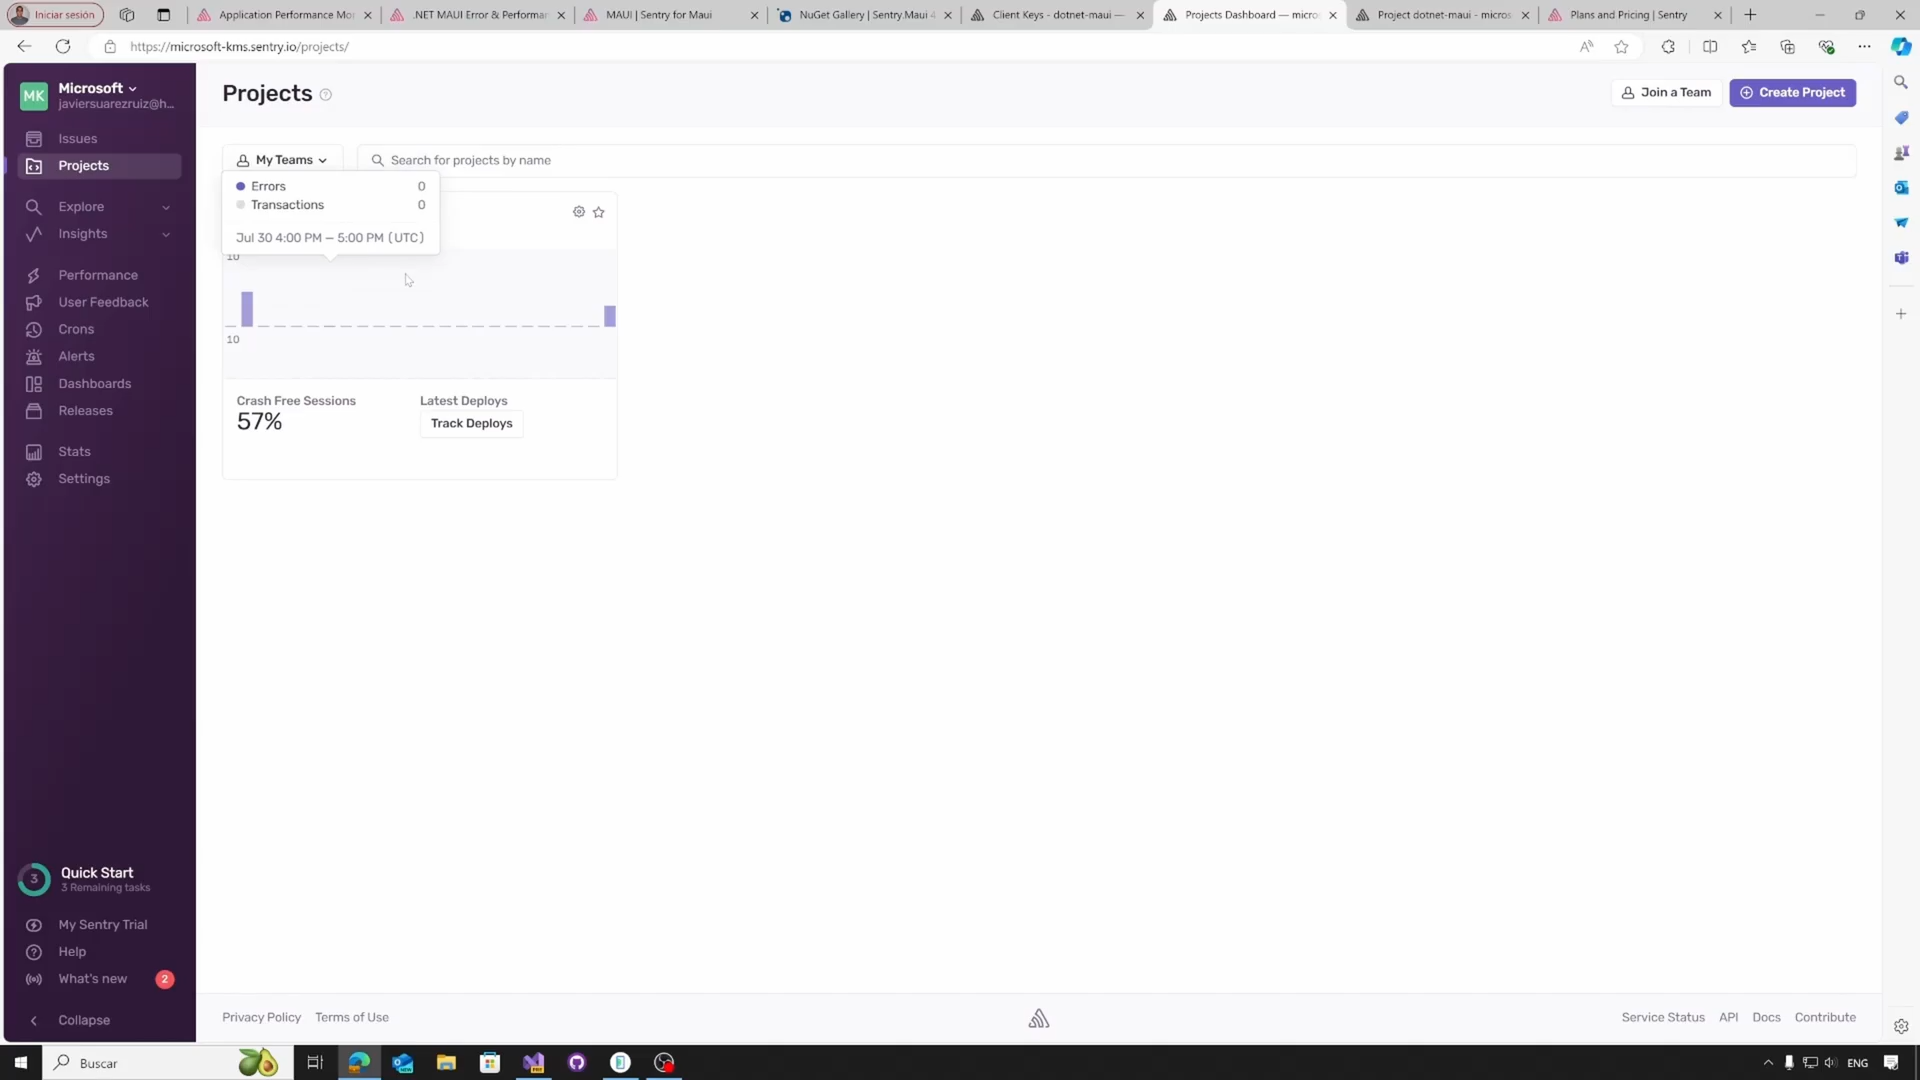 Iniciar sesión
Application Performance Mo
.NET MAUI Error & Performan
MAUI | Sentry for Maui
NuGet Gallery | Sentry.Maui 4
Client Keys - dotnet-maui —
Projects Dashboard — micros
Project dotnet-maui - micros
Plans and Pricing | Sentry
https://microsoft-kms.sentry.io/projects/
MK
Microsoft
javiersuarezruiz@h...
Issues
Projects
Explore
Insights
Performance
User Feedback
Crons
Alerts
Dashboards
Releases
Stats
Settings
3
Quick Start
3 Remaining tasks
My Sentry Trial
Help
What's new
2
Collapse
Projects
Join a Team
Create Project
My Teams
Search for projects by name
Errors 0
Transactions 0
Jul 30 4:00 PM — 5:00 PM (UTC)
10
10
Crash Free Sessions
57%
Latest Deploys
Track Deploys
Privacy Policy
Terms of Use
Service Status
API
Docs
Contribute
Buscar
ENG